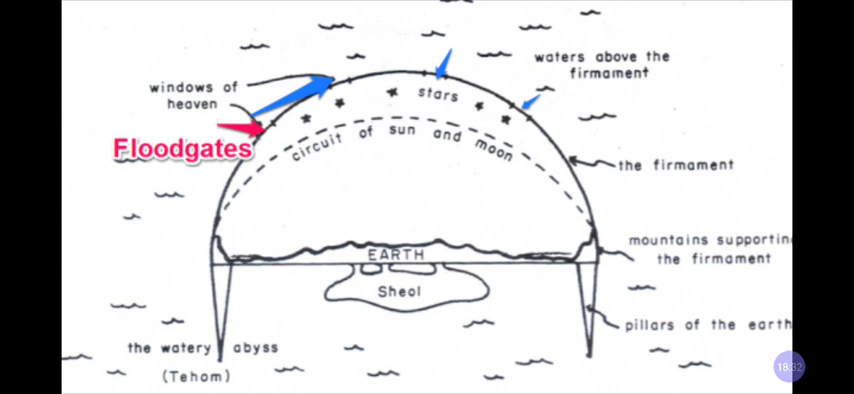 waters above the
firmament
windows of
heaven
stars
Floodgates
circuit of sun and moon
the firmament
EARTH
mountains supportin
the firmament
Sheol
pillars of the earth
the watery abyss
(Tehom)
18.32